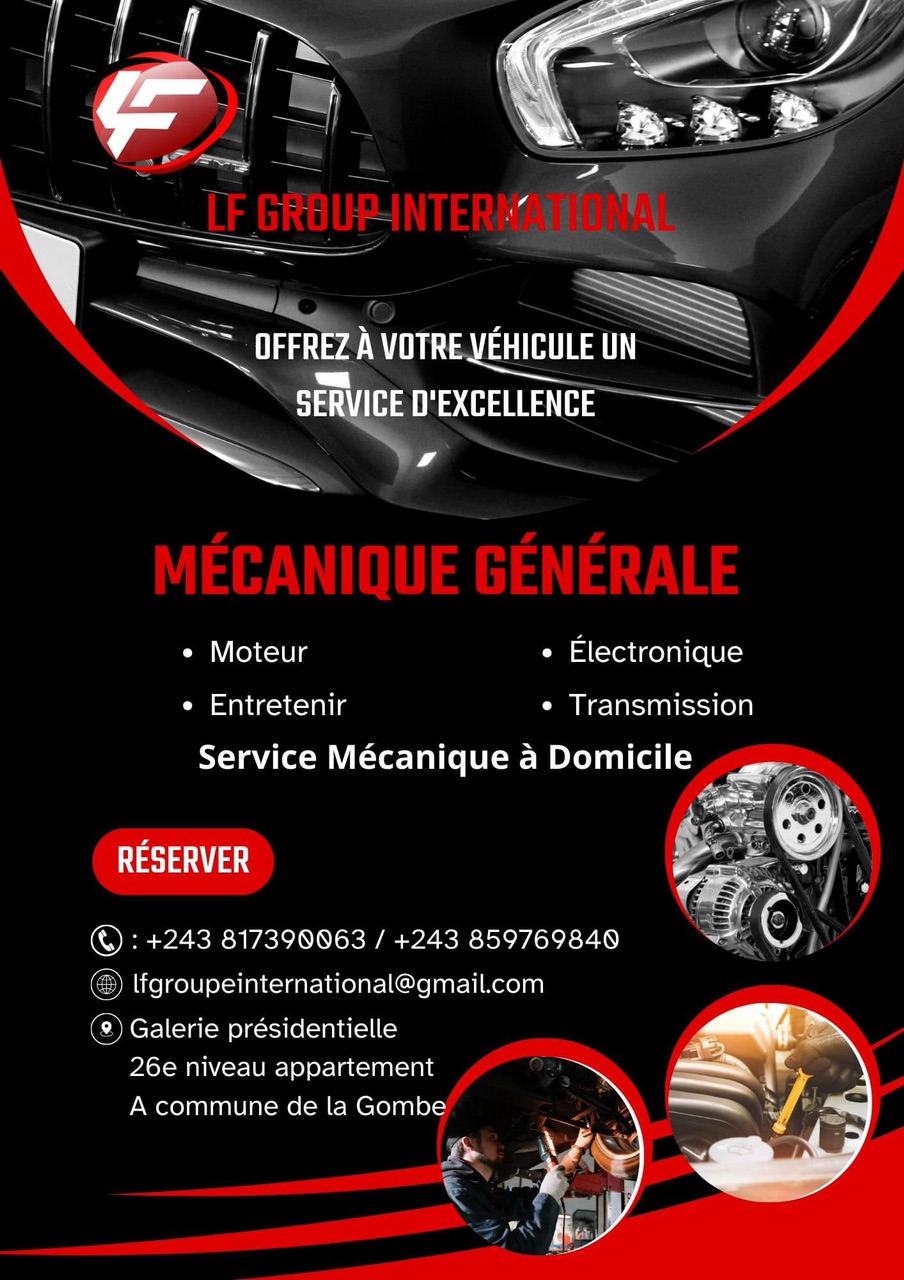 LF
LF GROUP INTERNATIONAL
OFFREZ À VOTRE VÉHICULE UN
SERVICE D'EXCELLENCE
MÉCANIQUE GÉNÉRALE
• Moteur
• Entretenir
• Électronique
• Transmission
Service Mécanique à Domicile
RÉSERVER
: +243 817390063 / +243 859769840
lfgroupeinternational@gmail.com
Galerie présidentielle
26e niveau appartement
A commune de la Gombe